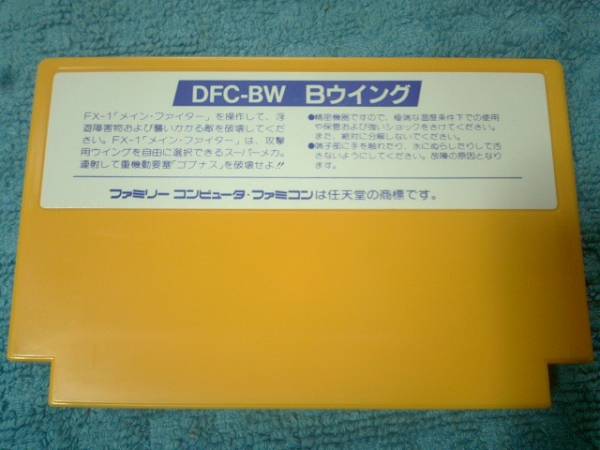 DFC-BW Bウイング
FX-1「メイン・ファイター」を操作して、浮
遊障害物および襲いかかる敵を破壊してくだ
さい。FX-1「メイン・ファイター」は、攻撃
用ウイングを自由に選択できるスーパーメカ。
連射して重機動要塞「ゴブナス」を破壊せよ!!
●精密機器ですので、極端な温度条件下での使用
や保管および強いショックをさけてください。
また、絶対に分解しないでください。
●端子部に手を触れたり、水にぬらしたりして汚
さないようにしてください。故障の原因となり
ます。
ファミリー コンピュータ・ファミコンは任天堂の商標です。